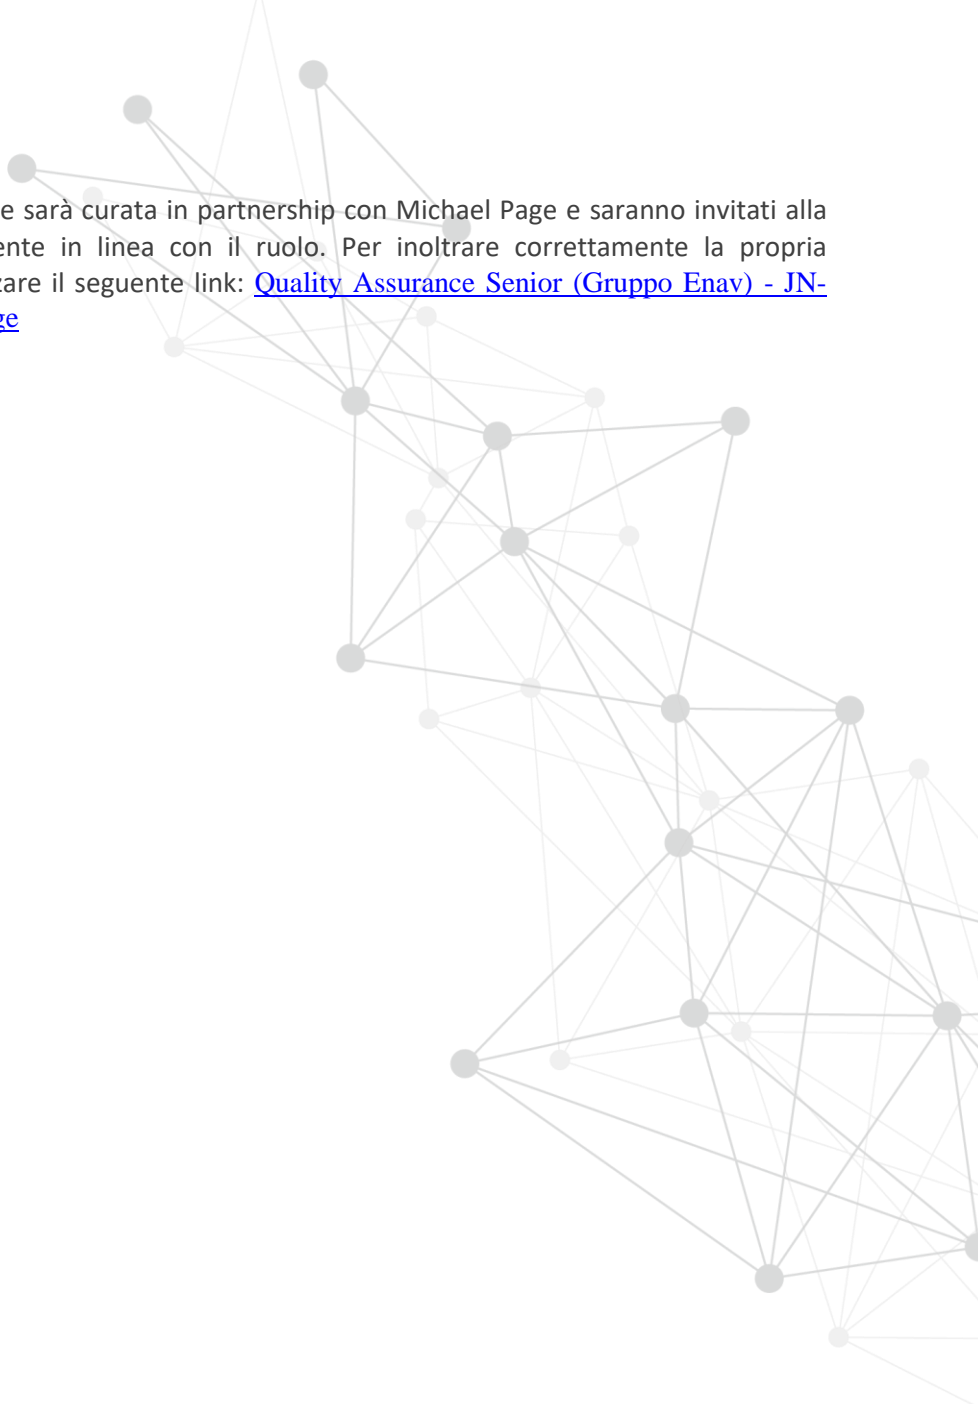 e sarà curata in partnership con Michael Page e saranno invitati alla
ente in linea con il ruolo. Per inoltrare correttamente la propria
zare il seguente link: Quality Assurance Senior (Gruppo Enav) - JN-
ge